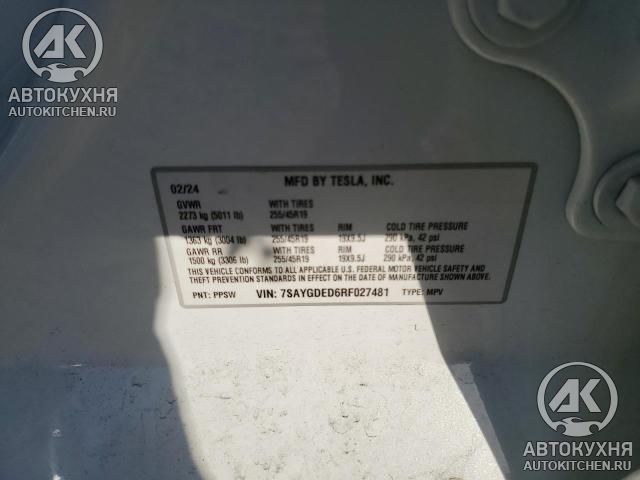 AK
АВТОКУХНЯ
AUTOKITCHEN.RU
02/24 MFD BY TESLA, INC.
GVWR WITH TIRES
2273 kg (5011 lb) 255/45R19
GAWR FRT WITH TIRES RIM COLD TIRE PRESSURE
1363 kg (3004 lb) 255/45R19 19X9.5J 290 kPa, 42 psi
GAWR RR WITH TIRES RIM COLD TIRE PRESSURE
1500 kg (3306 lb) 255/45R19 19X9.5J 290 kPa, 42 psi
THIS VEHICLE CONFORMS TO ALL APPLICABLE U.S. FEDERAL MOTOR VEHICLE SAFETY AND
THEFT PREVENTION STANDARDS IN EFFECT ON THE DATE OF MANUFACTURE SHOWN ABOVE.
PNT: PPSW VIN: 7SAYGDED6RF027481 TYPE: MPV
AK
АВТОКУХНЯ
AUTOKITCHEN.RU